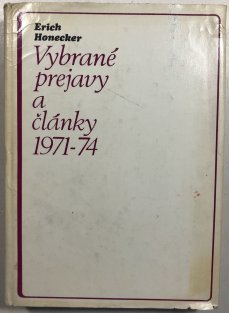 Erich
Honecker
Vybrané
prejavy
a
články
1971-74